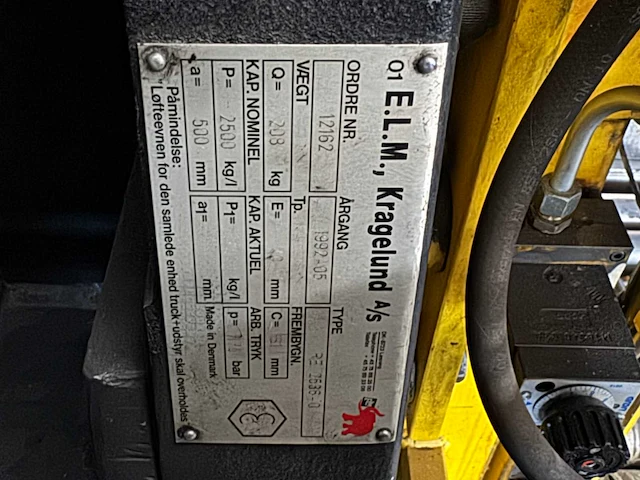 01 E.L.M., Kragelund A/S
ORDRE NR. ÅRGANG TYPE
12162 1992-05
VÆGT Tp. FREMBYGN.
Q= 208 kg E= mm C= mm
KAP. NOMINEL KAP. AKTUEL ARB. TRYK
P= 2500 kg/l P1= kg/l p= bar
a= 500 mm a1= mm. Made in Denmark
Påmindelse:
"Løfteevnen for den samlede enhed truck+udstyr skal overholdes